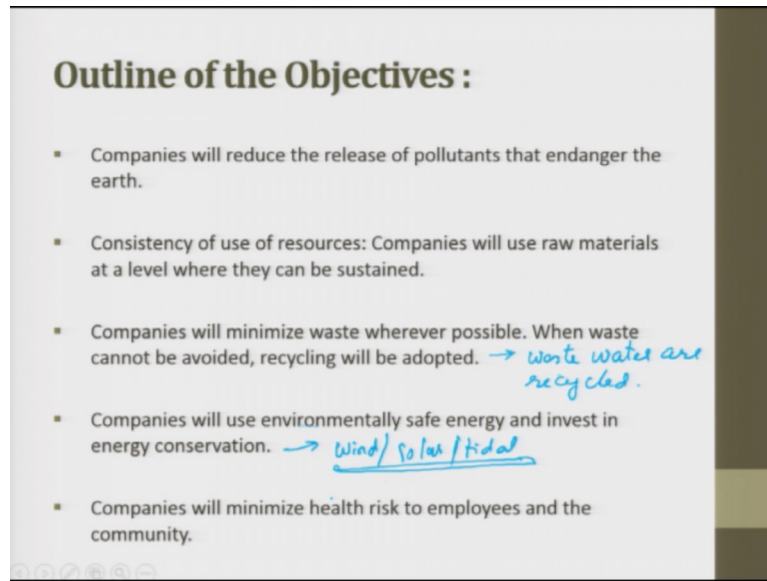 Outline of the Objectives :
▪ Companies will reduce the release of pollutants that endanger the
earth.
▪ Consistency of use of resources: Companies will use raw materials
at a level where they can be sustained.
▪ Companies will minimize waste wherever possible. When waste
cannot be avoided, recycling will be adopted. → waste water are
recycled.
▪ Companies will use environmentally safe energy and invest in
energy conservation. → wind/ solar / tidal
▪ Companies will minimize health risk to employees and the
community.